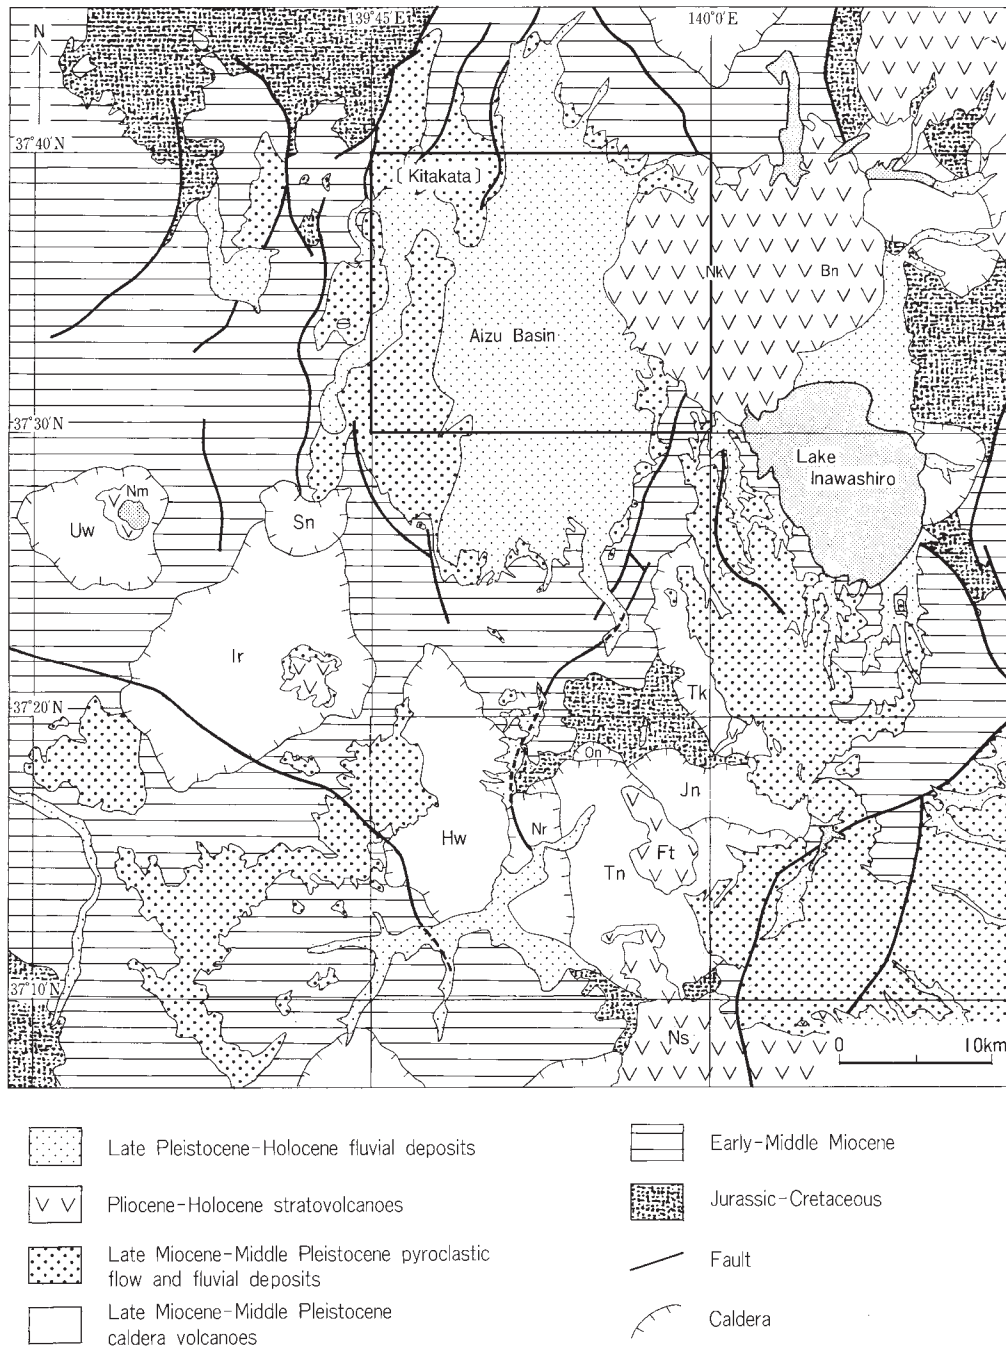 139°45′E
140°0′E
N
37°40′N
〔Kitakata〕
Nk
Bn
Aizu Basin
37°30′N
Lake
Inawashiro
Nm
Uw
Sn
Ir
Tk
37°20′N
On
Jn
Nr
Hw
Ft
Tn
37°10′N
Ns
0 10km
Late Pleistocene-Holocene fluvial deposits
Early-Middle Miocene
Pliocene-Holocene stratovolcanoes
Jurassic-Cretaceous
Late Miocene-Middle Pleistocene pyroclastic
flow and fluvial deposits
Fault
Late Miocene-Middle Pleistocene
caldera volcanoes
Caldera